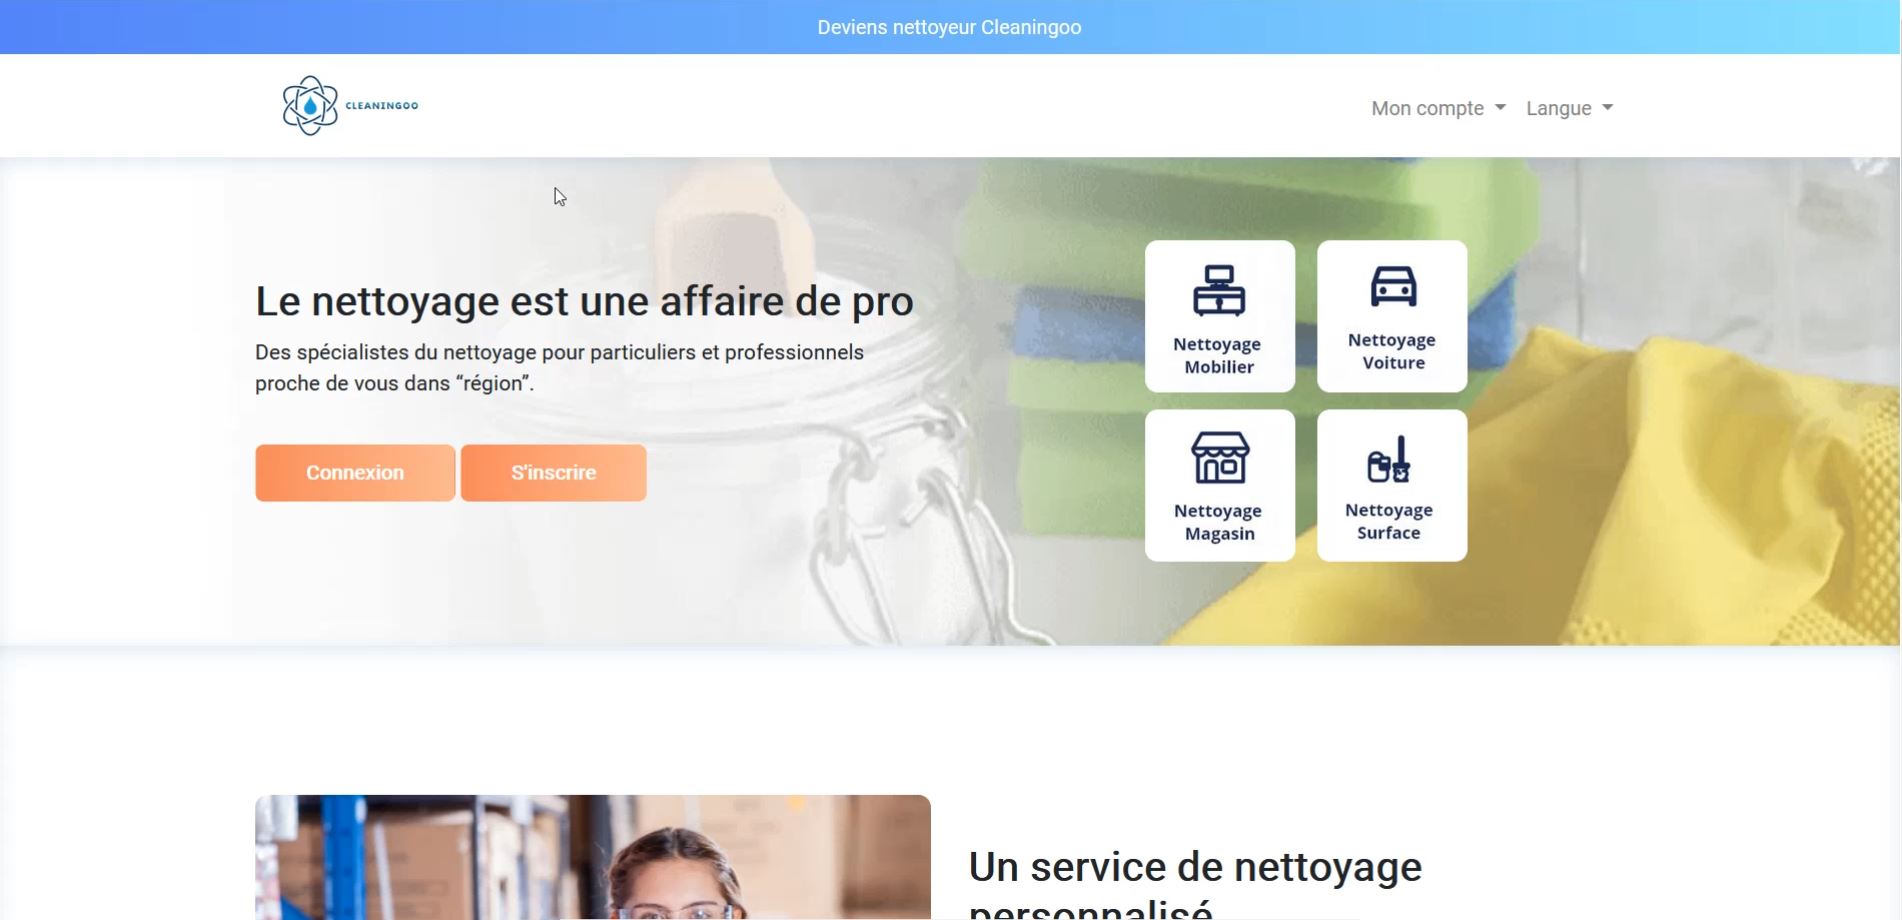 Deviens nettoyeur Cleaningoo
CLEANINGOO
Mon compte
Langue
Le nettoyage est une affaire de pro
Des spécialistes du nettoyage pour particuliers et professionnels
proche de vous dans “région”.
Connexion
S'inscrire
Nettoyage
Mobilier
Nettoyage
Voiture
Nettoyage
Magasin
Nettoyage
Surface
Un service de nettoyage
personnalisé